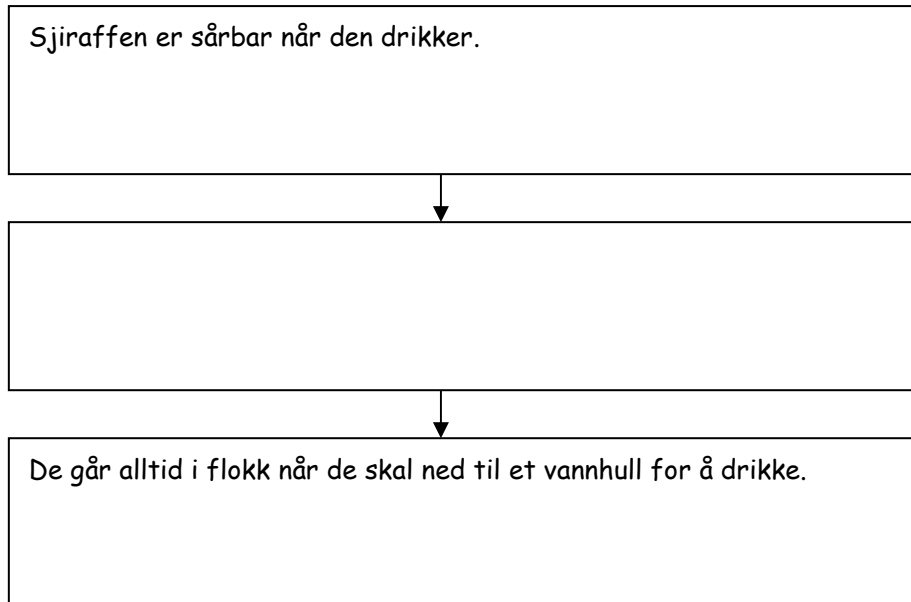 Sjiraffen er sårbar når den drikker.
De går alltid i flokk når de skal ned til et vannhull for å drikke.